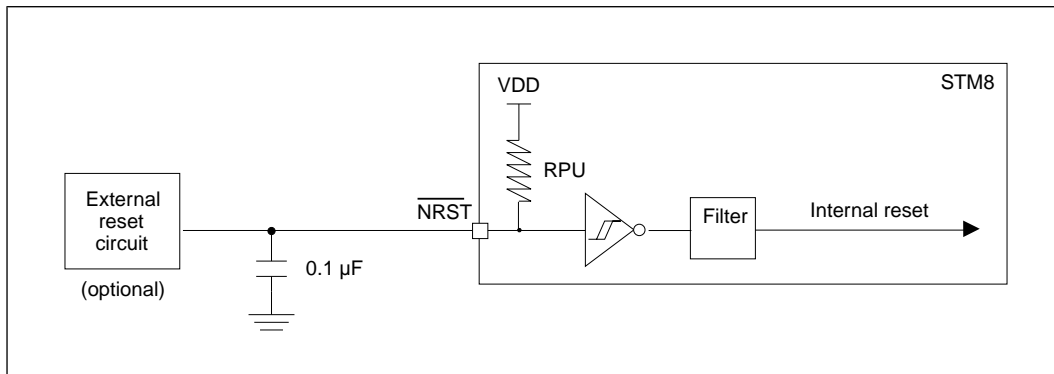 STM8
VDD
RPU
External
reset
circuit
(optional)
0.1 µF
NRST
Filter
Internal reset